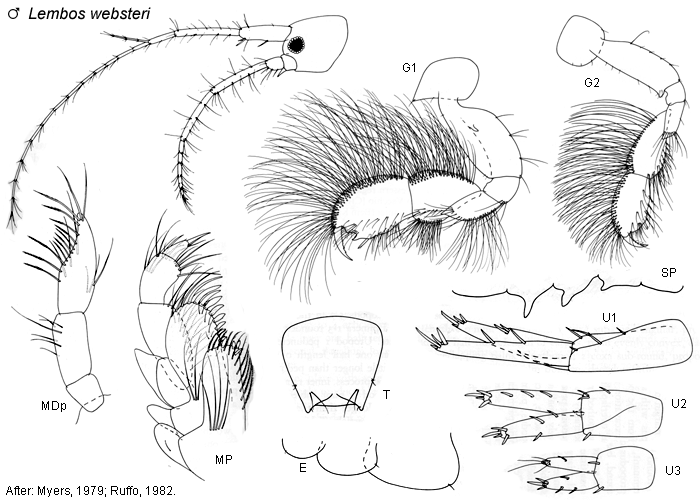 ♂ Lembos websteri
G1
G2
SP
U1
MDp
T
U2
MP
E
U3
After: Myers, 1979; Ruffo, 1982.